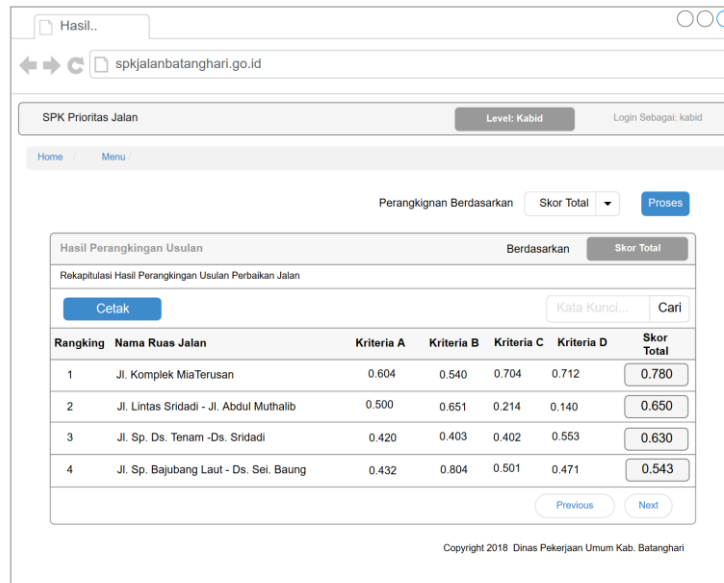 Hasil..
spkjalanbatanghari.go.id
SPK Prioritas Jalan Level: Kabid Login Sebagai: kabid
Home / Menu /
Perangkignan Berdasarkan Skor Total Proses
Hasil Perangkingan Usulan Berdasarkan Skor Total
Rekapitulasi Hasil Perangkingan Usulan Perbaikan Jalan
Cetak Kata Kunci... Cari
Rangking Nama Ruas Jalan Kriteria A Kriteria B Kriteria C Kriteria D Skor Total
1 Jl. Komplek MiaTerusan 0.604 0.540 0.704 0.712 0.780
2 Jl. Lintas Sridadi - Jl. Abdul Muthalib 0.500 0.651 0.214 0.140 0.650
3 Jl. Sp. Ds. Tenam -Ds. Sridadi 0.420 0.403 0.402 0.553 0.630
4 Jl. Sp. Bajubang Laut - Ds. Sei. Baung 0.432 0.804 0.501 0.471 0.543
Previous Next
Copyright 2018 Dinas Pekerjaan Umum Kab. Batanghari